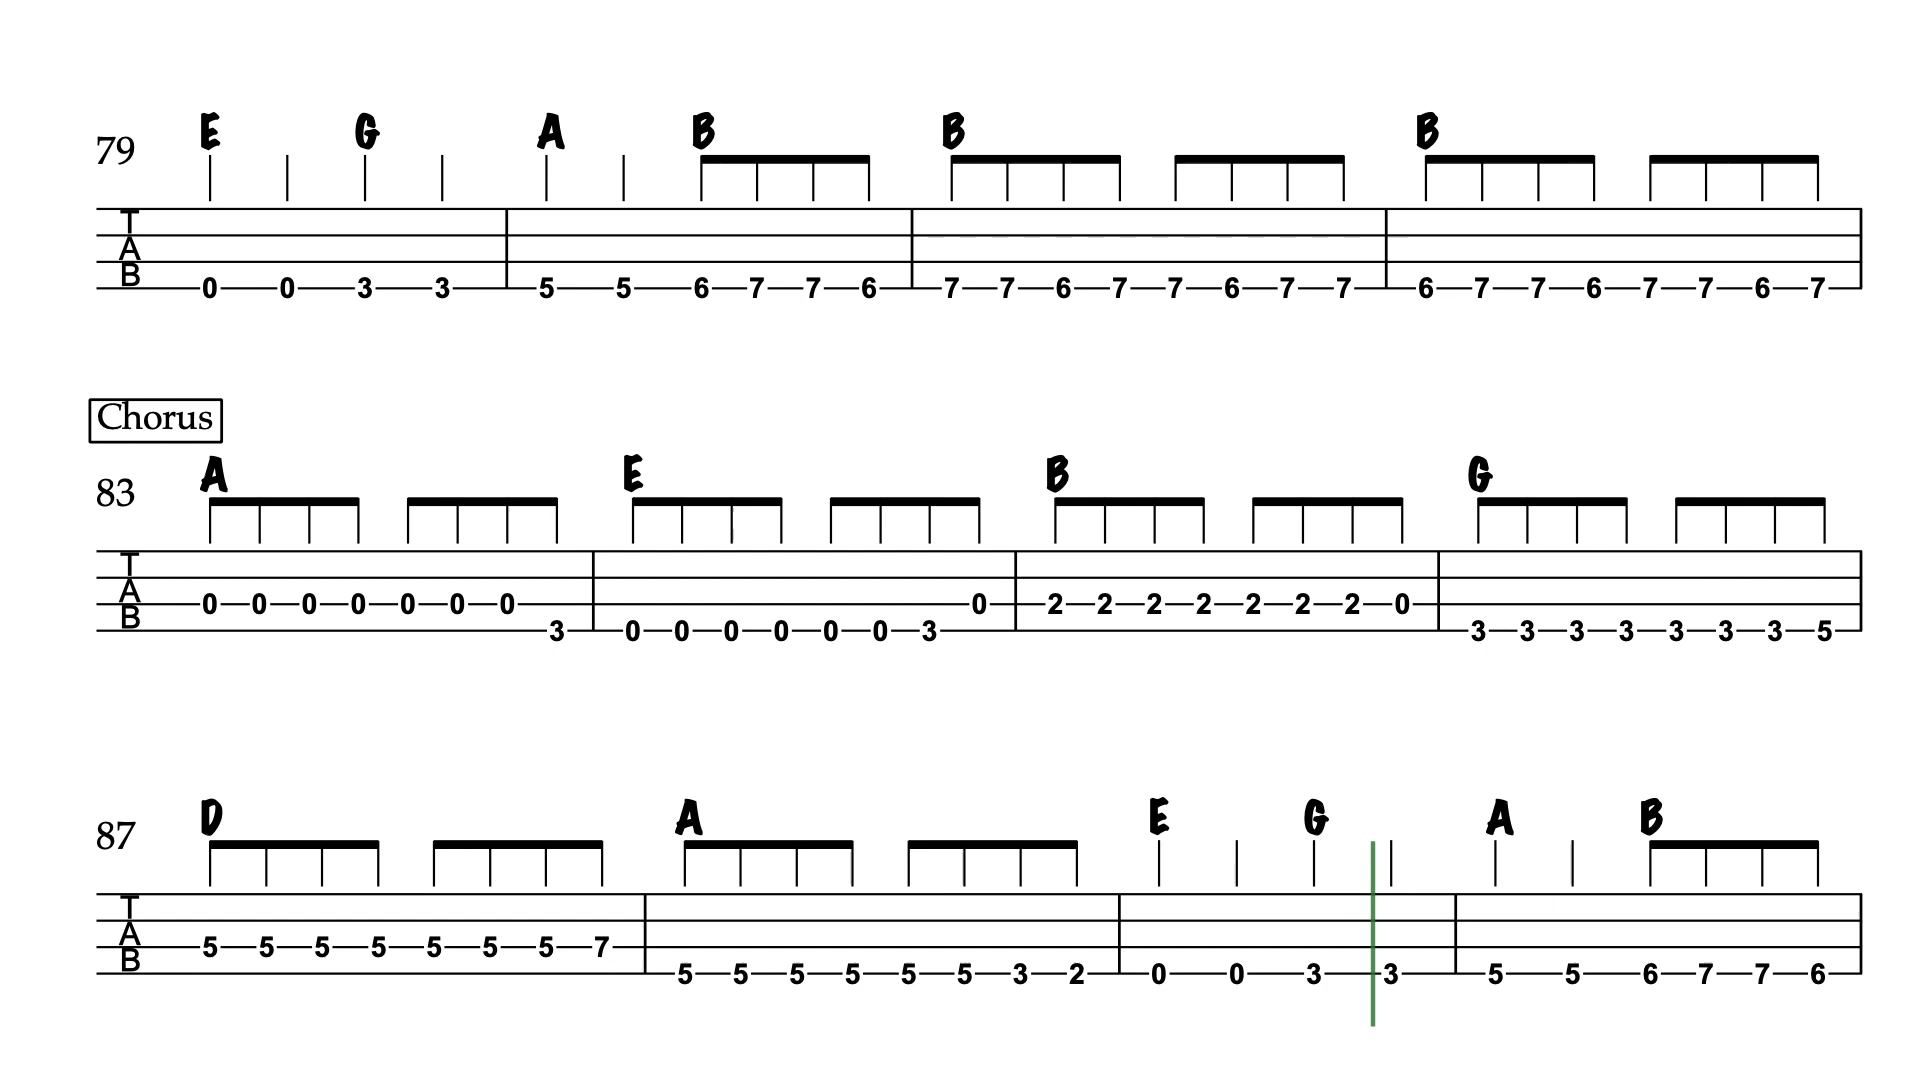 E G A B B B
79
TAB
0 0 3 3 5 5 6 7 7 6 7 7 6 7 7 6 7 7 6 7 7 6 7 7 6 7
Chorus
A E B G
83
TAB
0 0 0 0 0 0 0 0 2 2 2 2 2 2 2 0
3 0 0 0 0 0 0 3 3 3 3 3 3 3 3 5
D A E G A B
87
TAB
5 5 5 5 5 5 5 7
5 5 5 5 5 5 3 2 0 0 3 3 5 5 6 7 7 6